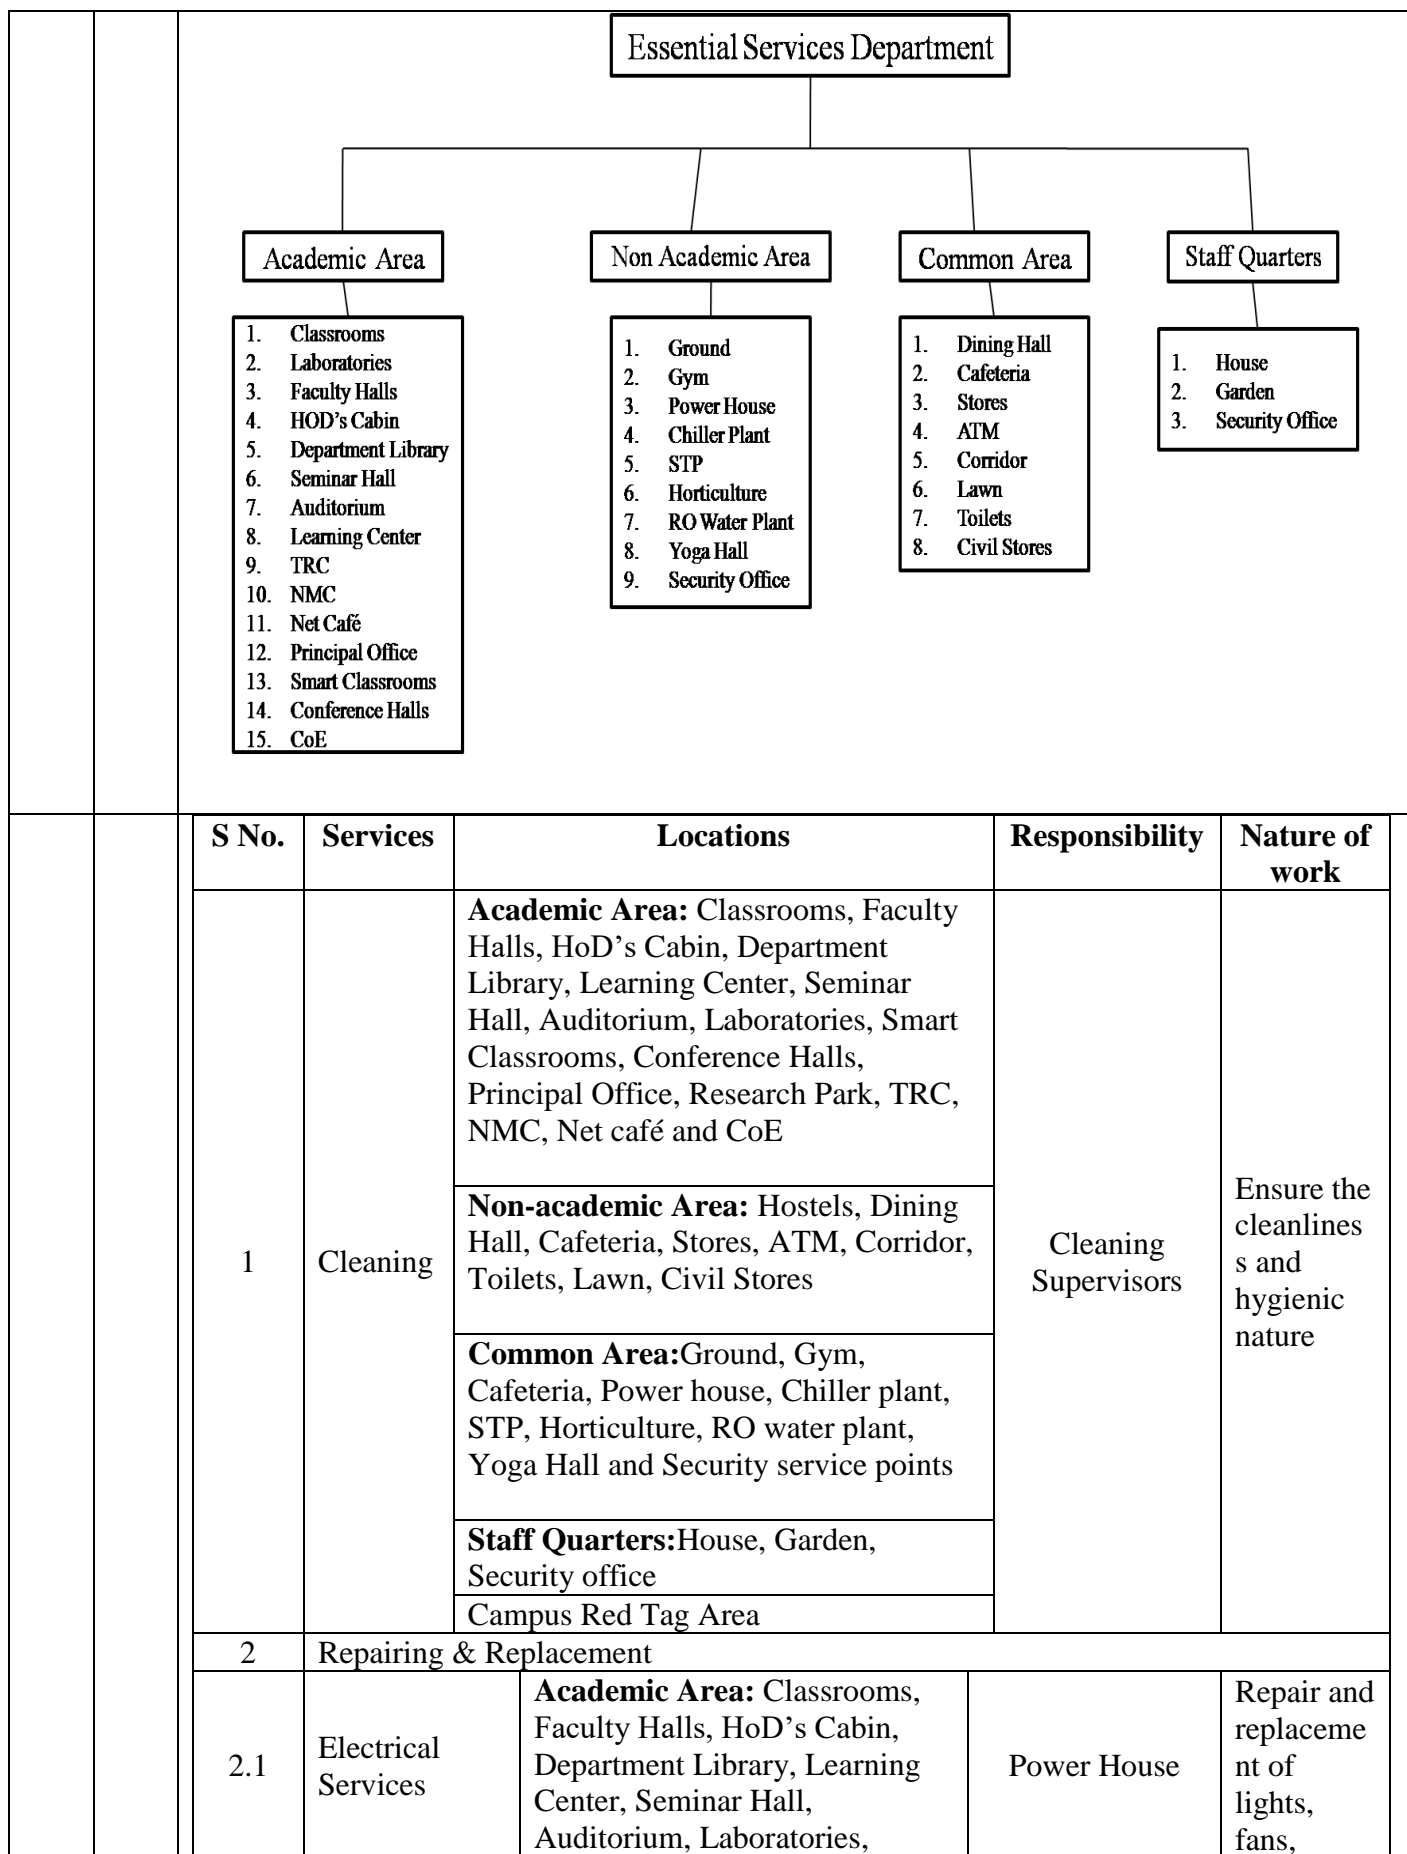 Essential Services Department
Academic Area
Non Academic Area
Common Area
Staff Quarters
1. Classrooms
2. Laboratories
3. Faculty Halls
4. HOD's Cabin
5. Department Library
6. Seminar Hall
7. Auditorium
8. Learning Center
9. TRC
10. NMC
11. Net Café
12. Principal Office
13. Smart Classrooms
14. Conference Halls
15. CoE
1. Ground
2. Gym
3. Power House
4. Chiller Plant
5. STP
6. Horticulture
7. RO Water Plant
8. Yoga Hall
9. Security Office
1. Dining Hall
2. Cafeteria
3. Stores
4. ATM
5. Corridor
6. Lawn
7. Toilets
8. Civil Stores
1. House
2. Garden
3. Security Office
S No.
Services
Locations
Responsibility
Nature of
work
1
Cleaning
Academic Area: Classrooms, Faculty
Halls, HoD's Cabin, Department
Library, Learning Center, Seminar
Hall, Auditorium, Laboratories, Smart
Classrooms, Conference Halls,
Principal Office, Research Park, TRC,
NMC, Net café and CoE
Non-academic Area: Hostels, Dining
Hall, Cafeteria, Stores, ATM, Corridor,
Toilets, Lawn, Civil Stores
Common Area:Ground, Gym,
Cafeteria, Power house, Chiller plant,
STP, Horticulture, RO water plant,
Yoga Hall and Security service points
Staff Quarters:House, Garden,
Security office
Campus Red Tag Area
Cleaning
Supervisors
Ensure the
cleanlines
s and
hygienic
nature
2
Repairing & Replacement
2.1
Electrical
Services
Academic Area: Classrooms,
Faculty Halls, HoD's Cabin,
Department Library, Learning
Center, Seminar Hall,
Auditorium, Laboratories,
Power House
Repair and
replaceme
nt of
lights,
fans,